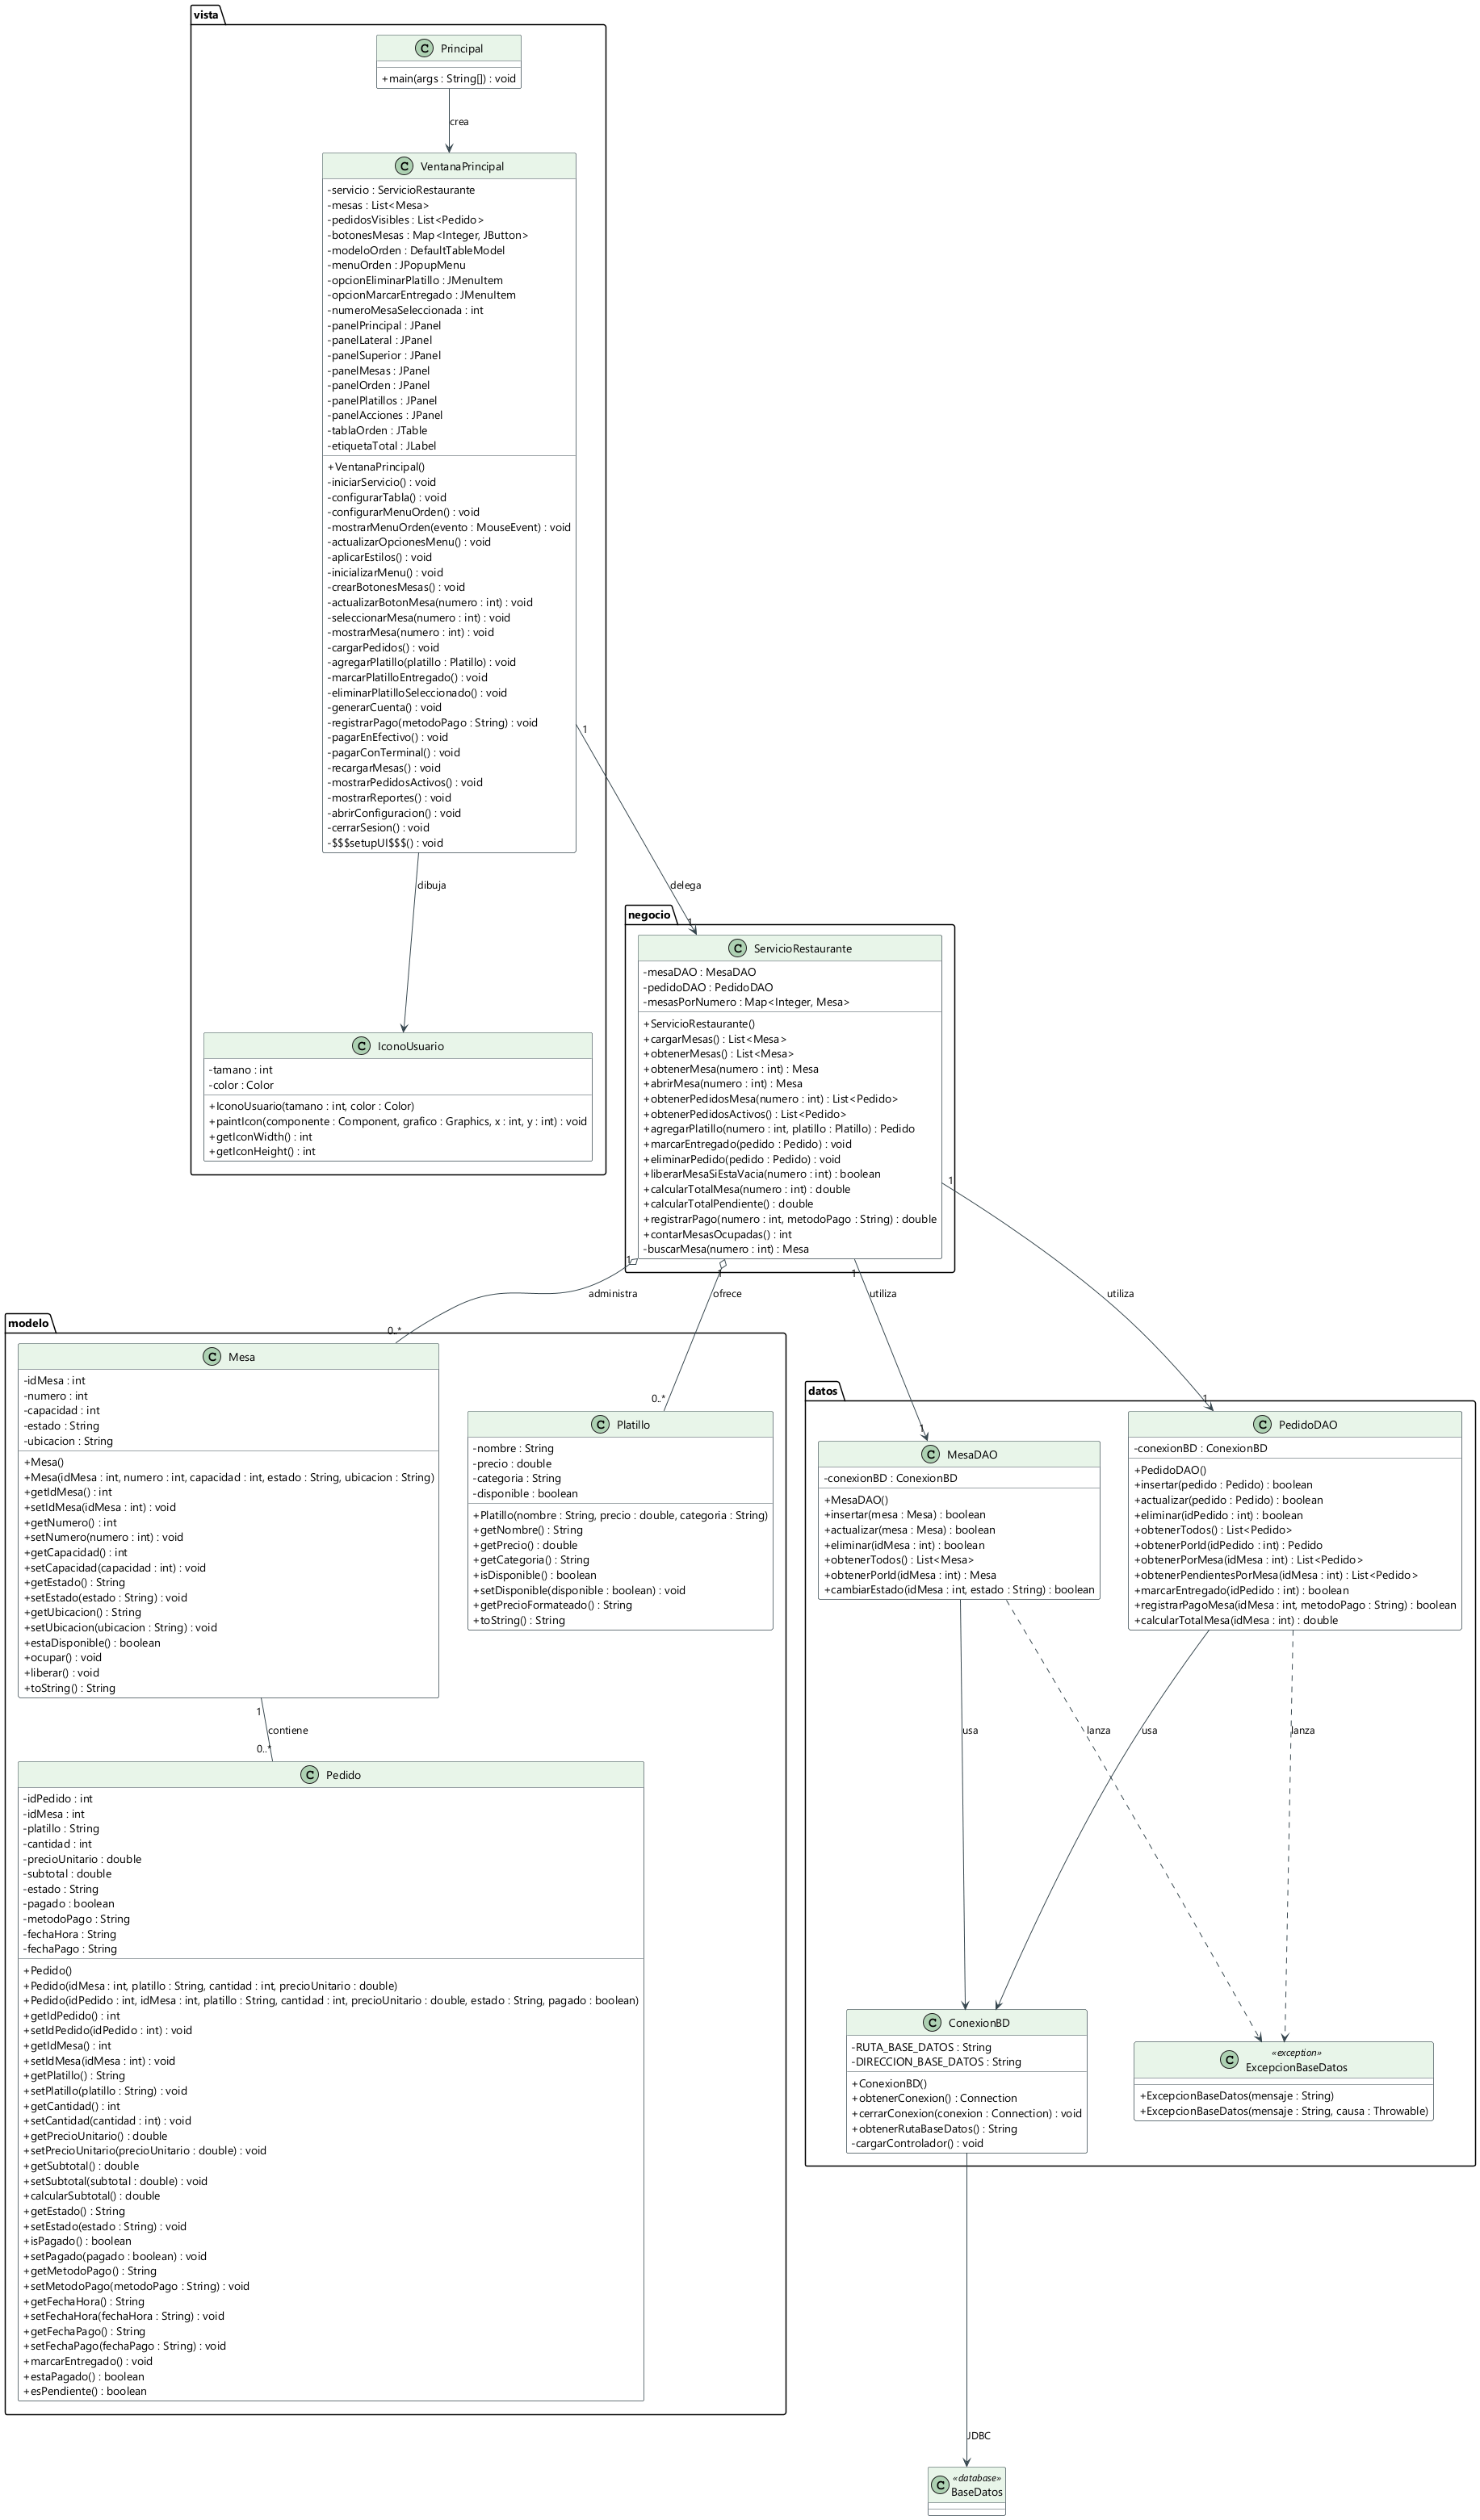 vista
C Principal
+main(args : String[]) : void
crea
C VentanaPrincipal
-servicio : ServicioRestaurante
-mesas : List<Mesa>
-pedidosVisibles : List<Pedido>
-botonesMesas : Map<Integer, JButton>
-modeloOrden : DefaultTableModel
-menuOrden : JPopupMenu
-opcionEliminarPlatillo : JMenuItem
-opcionMarcarEntregado : JMenuItem
-numeroMesaSeleccionada : int
-panelPrincipal : JPanel
-panelLateral : JPanel
-panelSuperior : JPanel
-panelMesas : JPanel
-panelOrden : JPanel
-panelPlatillos : JPanel
-panelAcciones : JPanel
-tablaOrden : JTable
-etiquetaTotal : JLabel
+VentanaPrincipal()
-iniciarServicio() : void
-configurarTabla() : void
-configurarMenuOrden() : void
-mostrarMenuOrden(evento : MouseEvent) : void
-actualizarOpcionesMenu() : void
-aplicarEstilos() : void
-inicializarMenu() : void
-crearBotonesMesas() : void
-actualizarBotonMesa(numero : int) : void
-seleccionarMesa(numero : int) : void
-mostrarMesa(numero : int) : void
-cargarPedidos() : void
-agregarPlatillo(platillo : Platillo) : void
-marcarPlatilloEntregado() : void
-eliminarPlatilloSeleccionado() : void
-generarCuenta() : void
-registrarPago(metodoPago : String) : void
-pagarEnEfectivo() : void
-pagarConTerminal() : void
-recargarMesas() : void
-mostrarPedidosActivos() : void
-mostrarReportes() : void
-abrirConfiguracion() : void
-cerrarSesion() : void
-$$$setupUI$$$() : void
1
dibuja
delega
1
C IconoUsuario
-tamano : int
-color : Color
+IconoUsuario(tamano : int, color : Color)
+paintIcon(componente : Component, grafico : Graphics, x : int, y : int) : void
+getIconWidth() : int
+getIconHeight() : int
negocio
C ServicioRestaurante
-mesaDAO : MesaDAO
-pedidoDAO : PedidoDAO
-mesasPorNumero : Map<Integer, Mesa>
+ServicioRestaurante()
+cargarMesas() : List<Mesa>
+obtenerMesas() : List<Mesa>
+obtenerMesa(numero : int) : Mesa
+abrirMesa(numero : int) : Mesa
+obtenerPedidosMesa(numero : int) : List<Pedido>
+obtenerPedidosActivos() : List<Pedido>
+agregarPlatillo(numero : int, platillo : Platillo) : Pedido
+marcarEntregado(pedido : Pedido) : void
+eliminarPedido(pedido : Pedido) : void
+liberarMesaSiEstaVacia(numero : int) : boolean
+calcularTotalMesa(numero : int) : double
+calcularTotalPendiente() : double
+registrarPago(numero : int, metodoPago : String) : double
+contarMesasOcupadas() : int
-buscarMesa(numero : int) : Mesa
1
1
1
1
administra
ofrece
utiliza
utiliza
0..*
0..*
1
1
modelo
C Mesa
-idMesa : int
-numero : int
-capacidad : int
-estado : String
-ubicacion : String
+Mesa()
+Mesa(idMesa : int, numero : int, capacidad : int, estado : String, ubicacion : String)
+getIdMesa() : int
+setIdMesa(idMesa : int) : void
+getNumero() : int
+setNumero(numero : int) : void
+getCapacidad() : int
+setCapacidad(capacidad : int) : void
+getEstado() : String
+setEstado(estado : String) : void
+getUbicacion() : String
+setUbicacion(ubicacion : String) : void
+estaDisponible() : boolean
+ocupar() : void
+liberar() : void
+toString() : String
C Platillo
-nombre : String
-precio : double
-categoria : String
-disponible : boolean
+Platillo(nombre : String, precio : double, categoria : String)
+getNombre() : String
+getPrecio() : double
+getCategoria() : String
+isDisponible() : boolean
+setDisponible(disponible : boolean) : void
+getPrecioFormateado() : String
+toString() : String
1
contiene
0..*
C Pedido
-idPedido : int
-idMesa : int
-platillo : String
-cantidad : int
-precioUnitario : double
-subtotal : double
-estado : String
-pagado : boolean
-metodoPago : String
-fechaHora : String
-fechaPago : String
+Pedido()
+Pedido(idMesa : int, platillo : String, cantidad : int, precioUnitario : double)
+Pedido(idPedido : int, idMesa : int, platillo : String, cantidad : int, precioUnitario : double, estado : String, pagado : boolean)
+getIdPedido() : int
+setIdPedido(idPedido : int) : void
+getIdMesa() : int
+setIdMesa(idMesa : int) : void
+getPlatillo() : String
+setPlatillo(platillo : String) : void
+getCantidad() : int
+setCantidad(cantidad : int) : void
+getPrecioUnitario() : double
+setPrecioUnitario(precioUnitario : double) : void
+getSubtotal() : double
+setSubtotal(subtotal : double) : void
+calcularSubtotal() : double
+getEstado() : String
+setEstado(estado : String) : void
+isPagado() : boolean
+setPagado(pagado : boolean) : void
+getMetodoPago() : String
+setMetodoPago(metodoPago : String) : void
+getFechaHora() : String
+setFechaHora(fechaHora : String) : void
+getFechaPago() : String
+setFechaPago(fechaPago : String) : void
+marcarEntregado() : void
+estaPagado() : boolean
+esPendiente() : boolean
datos
C MesaDAO
-conexionBD : ConexionBD
+MesaDAO()
+insertar(mesa : Mesa) : boolean
+actualizar(mesa : Mesa) : boolean
+eliminar(idMesa : int) : boolean
+obtenerTodos() : List<Mesa>
+obtenerPorId(idMesa : int) : Mesa
+cambiarEstado(idMesa : int, estado : String) : boolean
C PedidoDAO
-conexionBD : ConexionBD
+PedidoDAO()
+insertar(pedido : Pedido) : boolean
+actualizar(pedido : Pedido) : boolean
+eliminar(idPedido : int) : boolean
+obtenerTodos() : List<Pedido>
+obtenerPorId(idPedido : int) : Pedido
+obtenerPorMesa(idMesa : int) : List<Pedido>
+obtenerPendientesPorMesa(idMesa : int) : List<Pedido>
+marcarEntregado(idPedido : int) : boolean
+registrarPagoMesa(idMesa : int, metodoPago : String) : boolean
+calcularTotalMesa(idMesa : int) : double
usa
lanza
usa
lanza
C ConexionBD
-RUTA_BASE_DATOS : String
-DIRECCION_BASE_DATOS : String
+ConexionBD()
+obtenerConexion() : Connection
+cerrarConexion(conexion : Connection) : void
+obtenerRutaBaseDatos() : String
-cargarControlador() : void
C «exception»
ExcepcionBaseDatos
+ExcepcionBaseDatos(mensaje : String)
+ExcepcionBaseDatos(mensaje : String, causa : Throwable)
JDBC
C «database»
BaseDatos